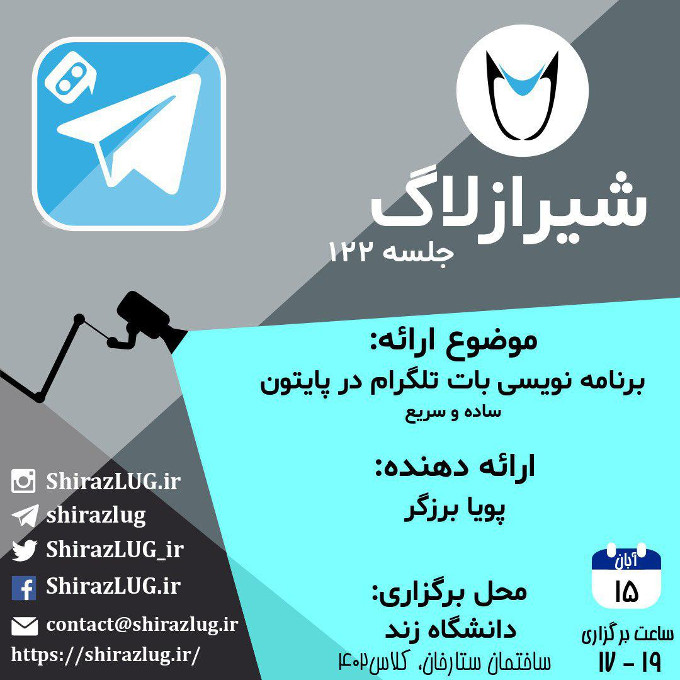 شیرازلاگ
جلسه ۱۲۲
موضوع ارائه:
برنامه نویسی بات تلگرام در پایتون
ساده و سریع
ارائه دهنده:
پویا برزگر
محل برگزاری:
دانشگاه زند
ساختمان ستارخان، کلاس ۴۰۲
آبان
۱۵
ساعت برگزاری
۱۷ - ۱۹
ShirazLUG.ir
shirazlug
ShirazLUG_ir
ShirazLUG.ir
contact@shirazlug.ir
https://shirazlug.ir/